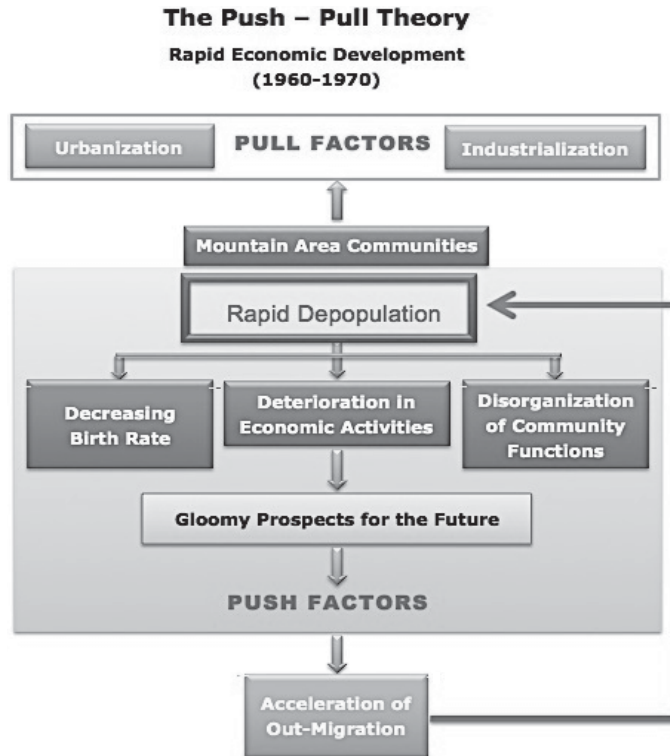 The Push – Pull Theory
Rapid Economic Development
(1960-1970)
Urbanization
PULL FACTORS
Industrialization
Mountain Area Communities
Rapid Depopulation
Decreasing
Birth Rate
Deterioration in
Economic Activities
Disorganization
of Community
Functions
Gloomy Prospects for the Future
PUSH FACTORS
Acceleration of
Out-Migration